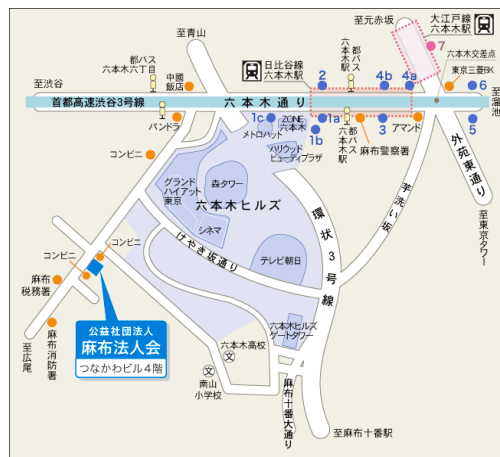 至青山
至元赤坂
大江戸線
六本木駅
7
都バス
六本木六丁目
日比谷線
六本木駅
都バス
六本木駅
六本木交差点
東京三菱BK
中國
飯店
2
4b
4a
6
至渋谷
至溜池
首都高速渋谷3号線
六本木通り
バンドラ
1c
ZONE
六本木
メトロハット
ハリウッド
ビューティプラザ
1a
1b
都バス
六本木駅
麻布警察署
3
アマンド
5
外苑東通り
コンビニ
グランド
ハイアット
東京
森タワー
六本木ヒルズ
シネマ
環状3号線
芋洗い坂
至東京タワー
けやき坂通り
テレビ朝日
コンビニ
コンビニ
麻布
税務署
公益社団法人
麻布法人会
つなかわビル4階
至広尾
麻布消防署
六本木高校
文
文
南山
小学校
六本木ヒルズ
ゲートタワー
麻布十番大通り
至麻布十番駅